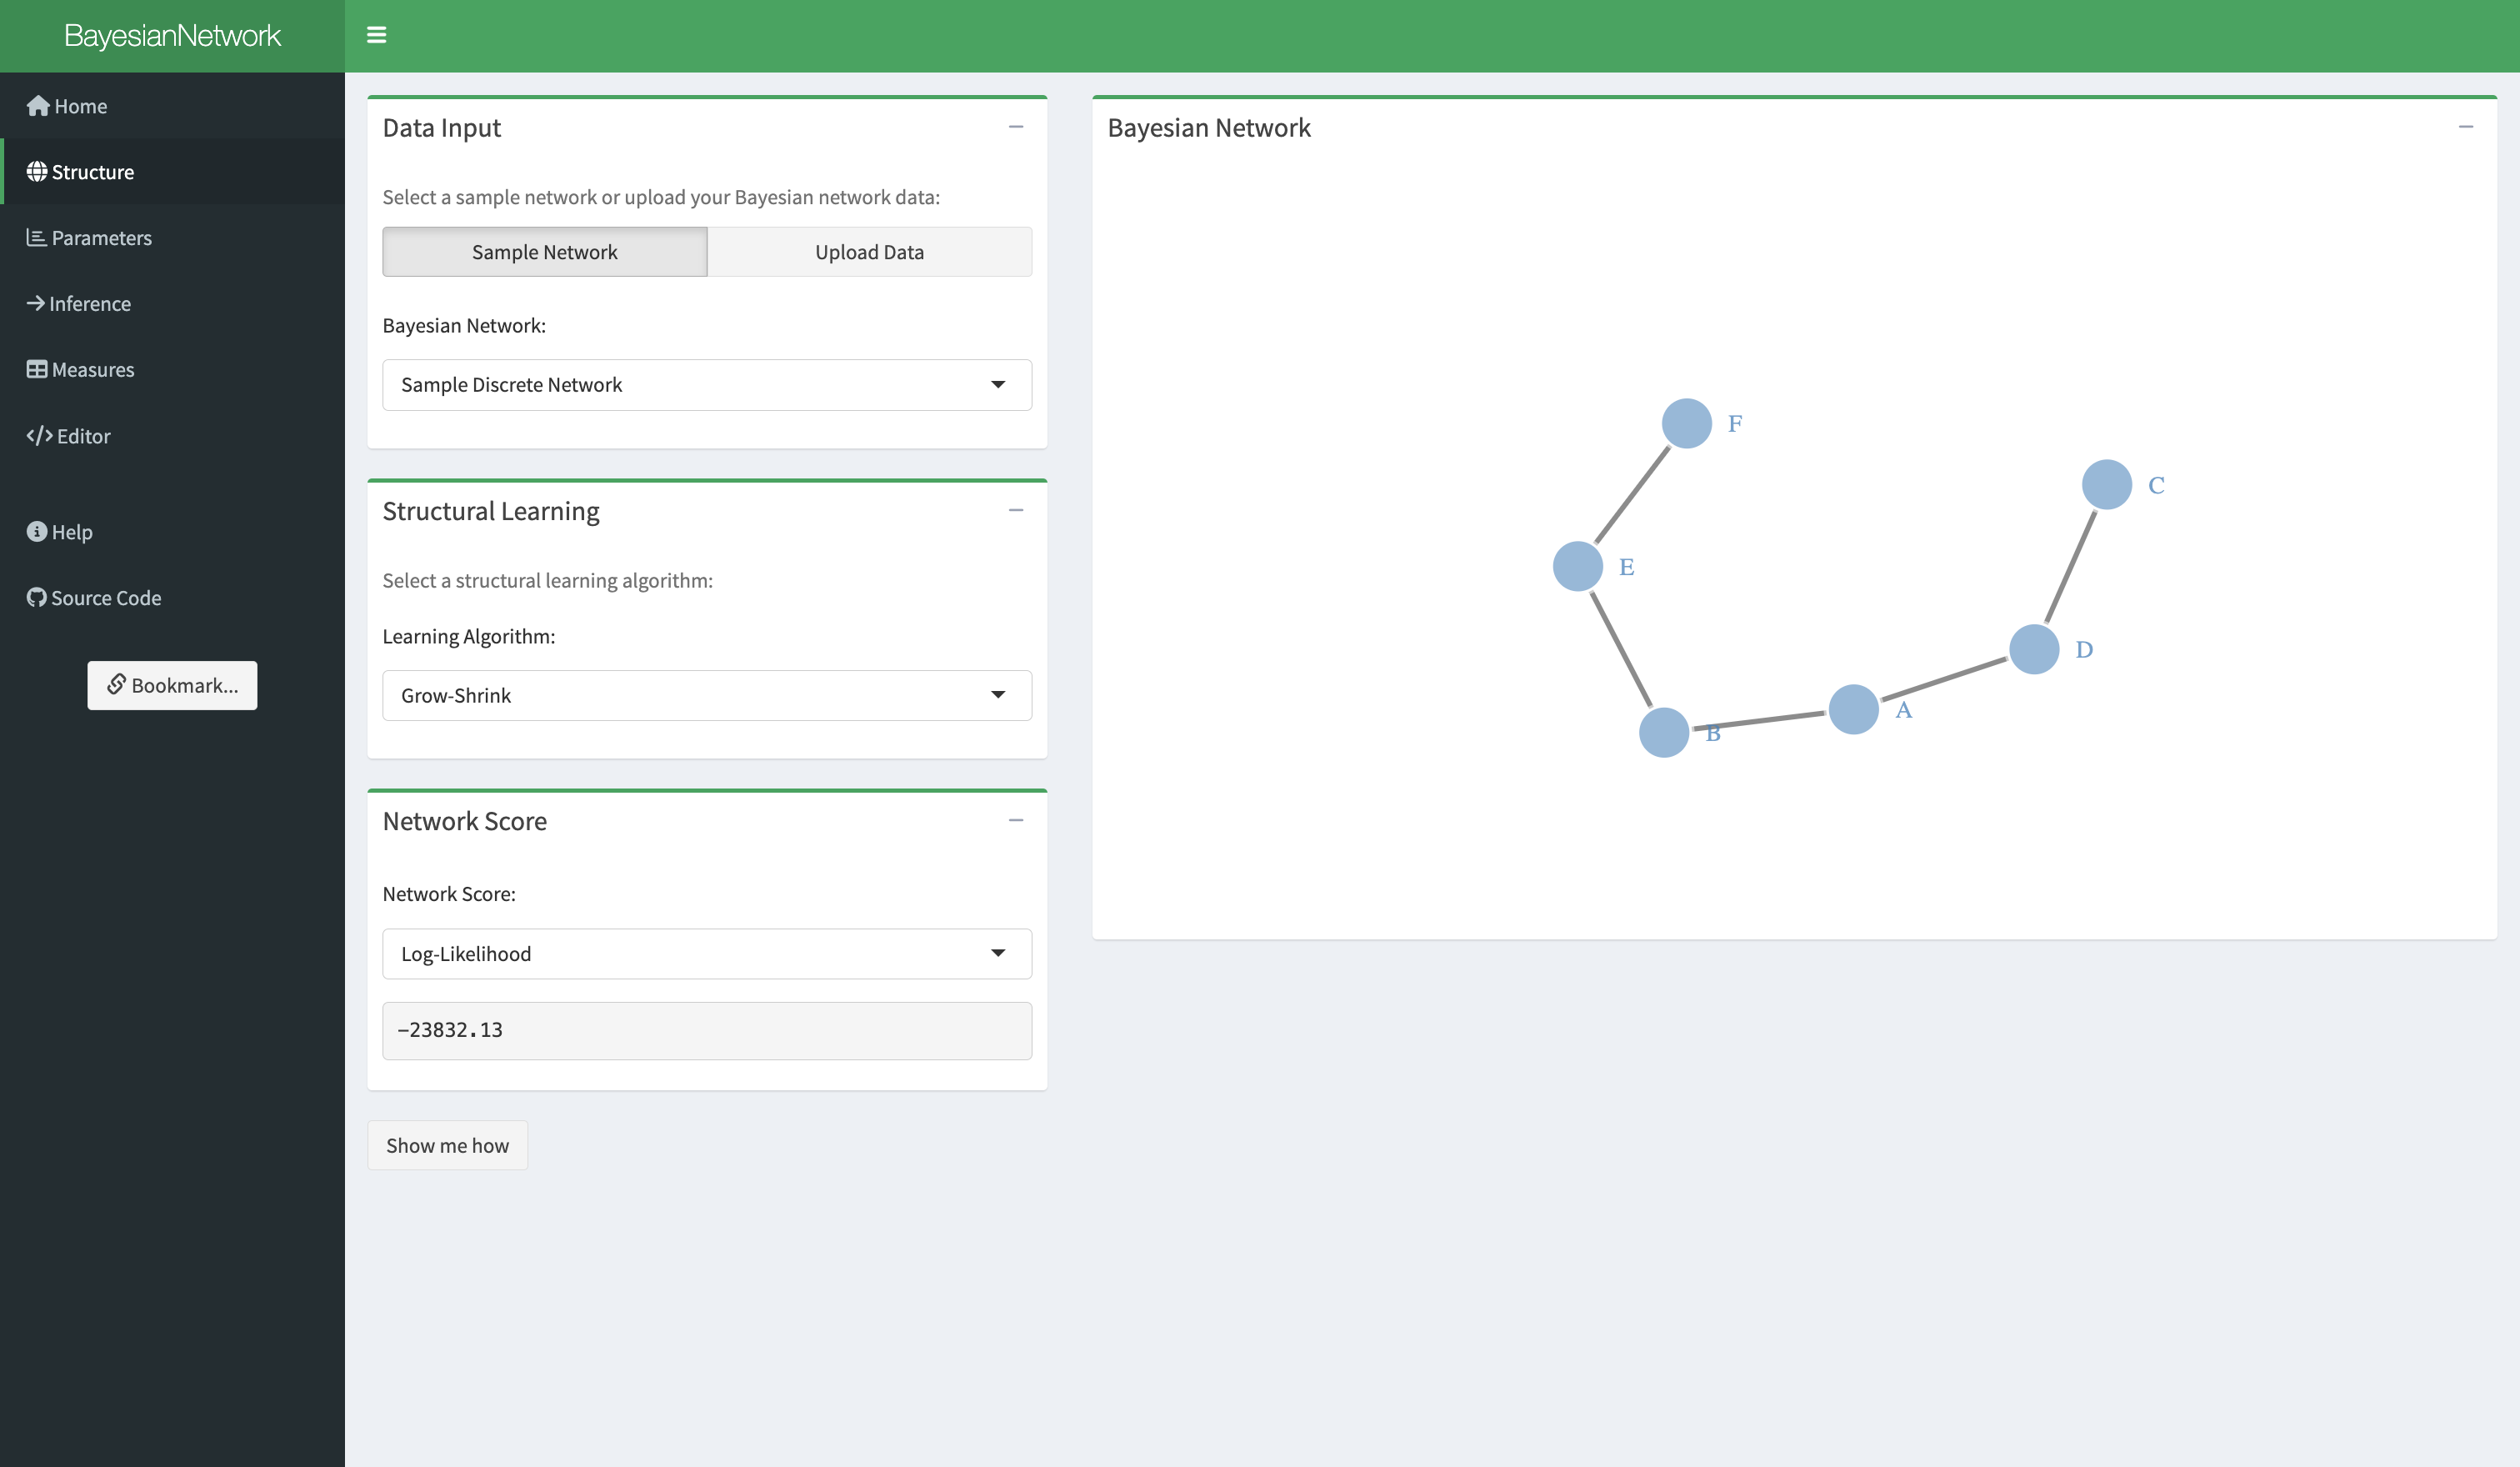 BayesianNetwork
Home
Structure
Parameters
Inference
Measures
Editor
Help
Source Code
Bookmark...
Data Input
Select a sample network or upload your Bayesian network data:
Sample Network Upload Data
Bayesian Network:
Sample Discrete Network
Structural Learning
Select a structural learning algorithm:
Learning Algorithm:
Grow-Shrink
Network Score
Network Score:
Log-Likelihood
-23832.13
Show me how
Bayesian Network
F
C
E
D
A
B